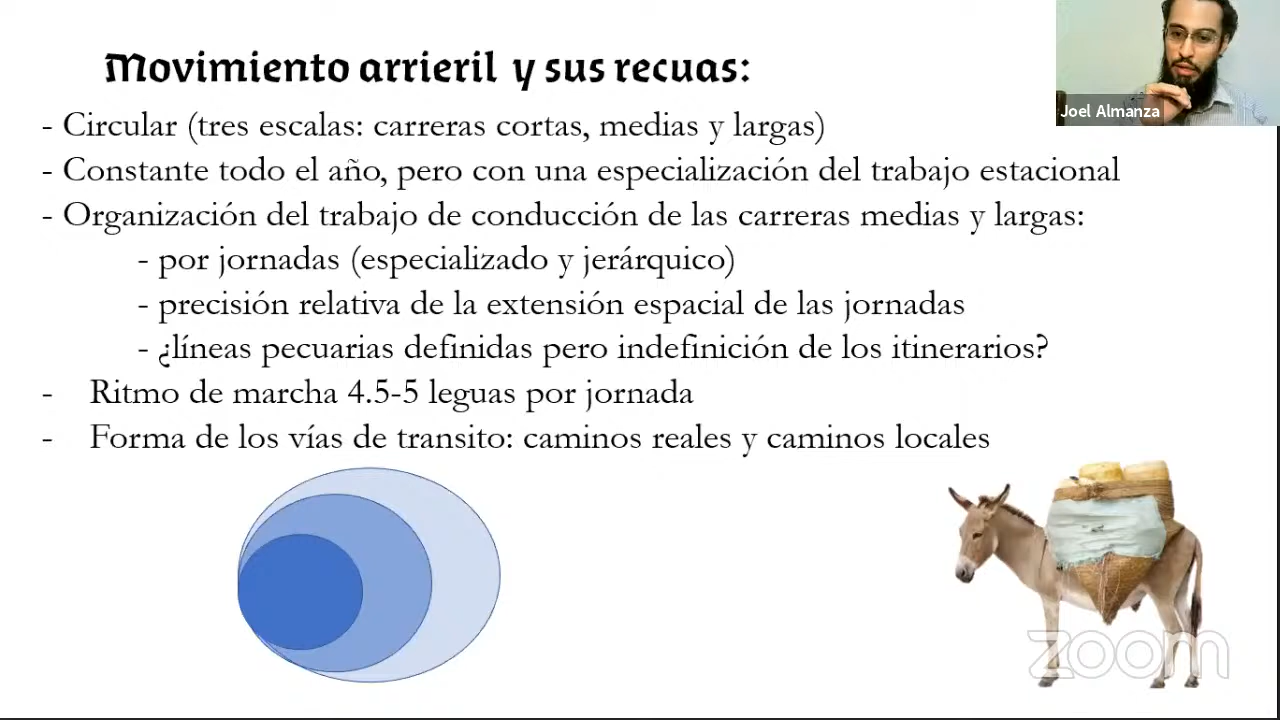 Movimiento arrieril y sus recuas:
Joel Almanza
- Circular (tres escalas: carreras cortas, medias y largas)
- Constante todo el año, pero con una especialización del trabajo estacional
- Organización del trabajo de conducción de las carreras medias y largas:
- por jornadas (especializado y jerárquico)
- precisión relativa de la extensión espacial de las jornadas
- ¿líneas pecuarias definidas pero indefinición de los itinerarios?
- Ritmo de marcha 4.5-5 leguas por jornada
- Forma de los vías de transito: caminos reales y caminos locales
zoom